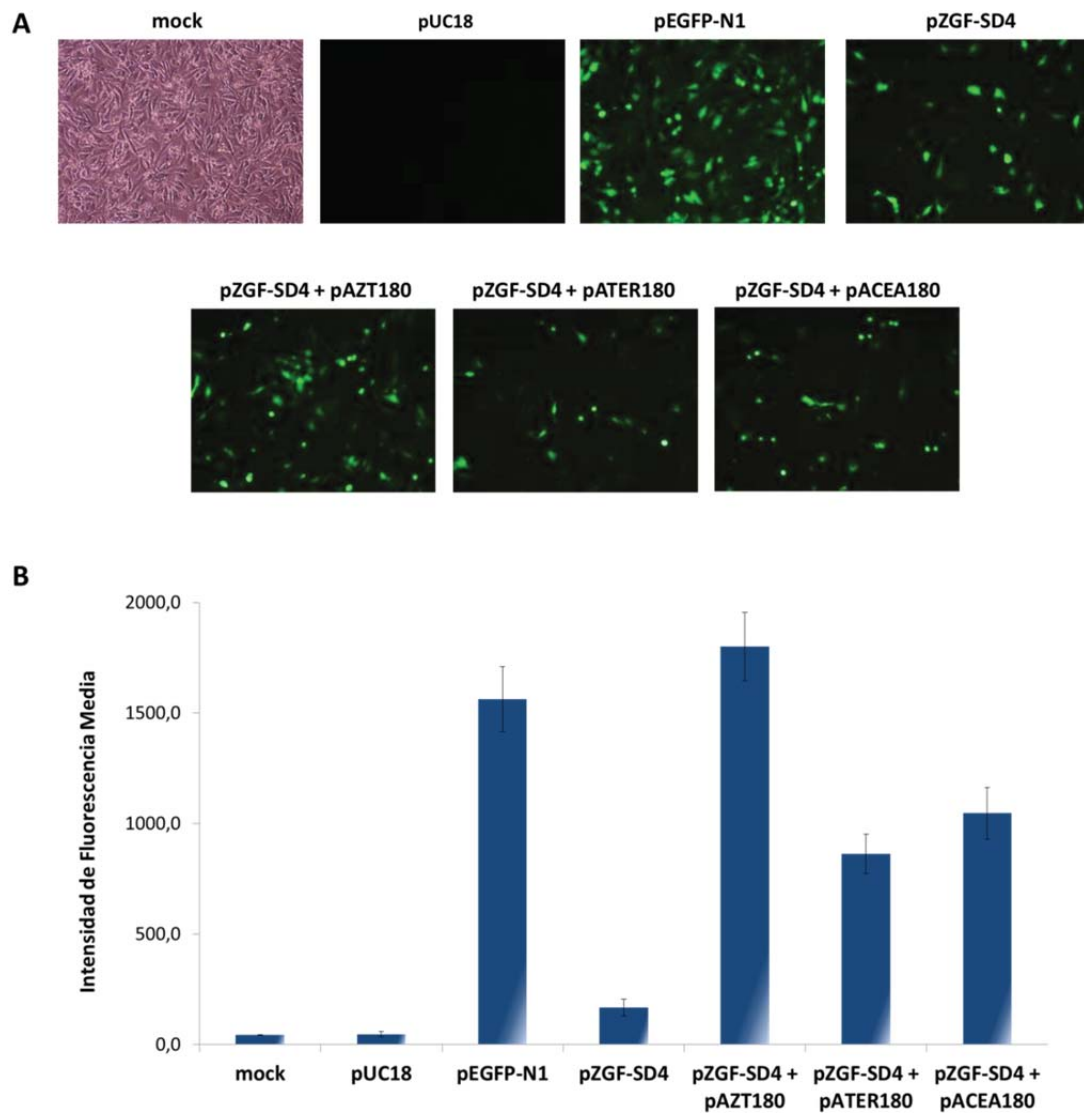 A
mock
pUC18
pEGFP-N1
pZGF-SD4
pZGF-SD4 + pAZT180
pZGF-SD4 + pATER180
pZGF-SD4 + pACEA180
B
Intensidad de Fluorescencia Media
2000,0
1500,0
1000,0
500,0
0,0
mock
pUC18
pEGFP-N1
pZGF-SD4
pZGF-SD4 +
pAZT180
pZGF-SD4 +
pATER180
pZGF-SD4 +
pACEA180